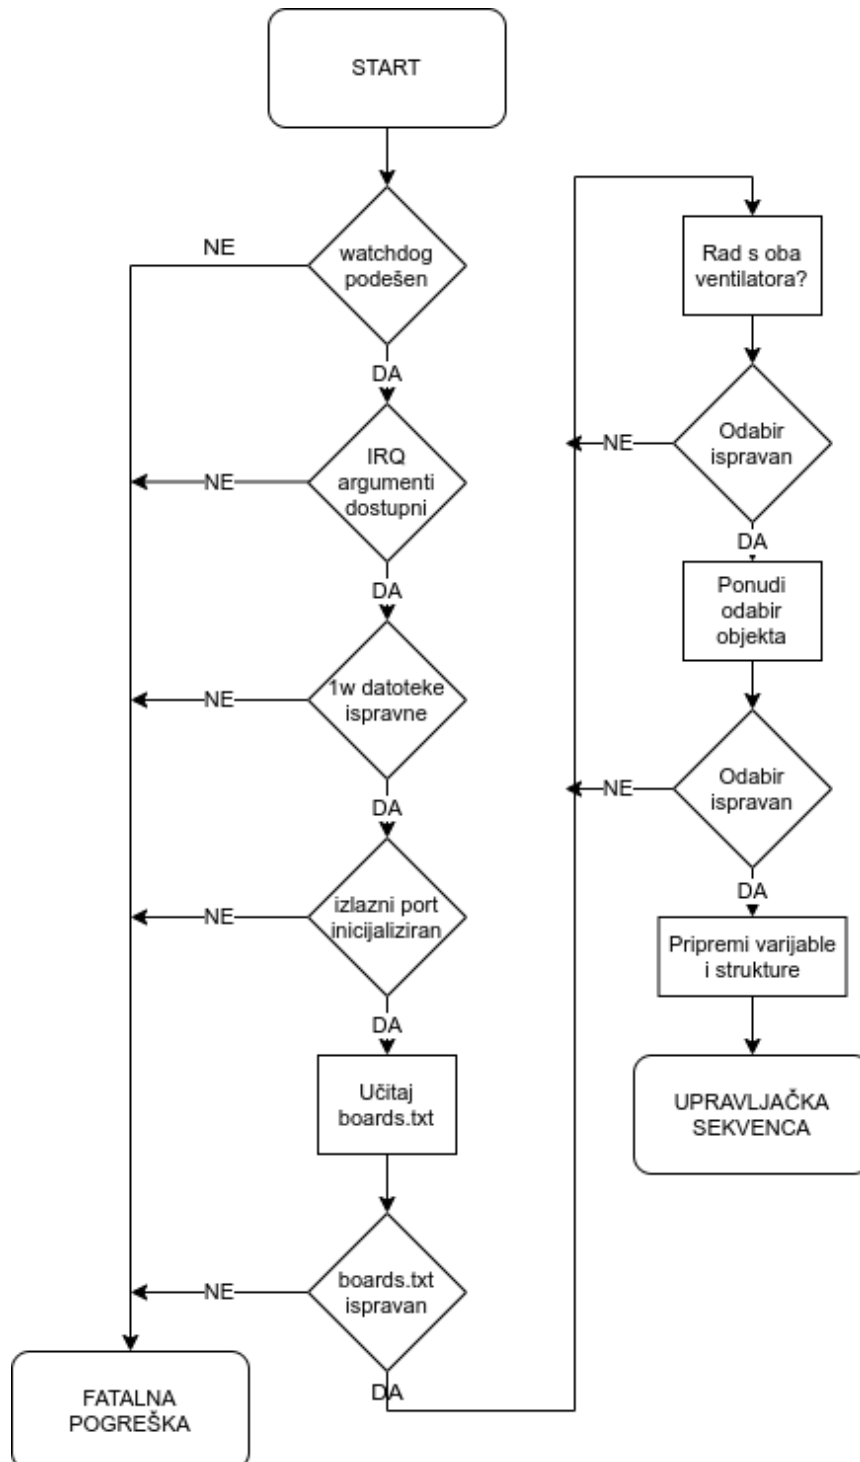 START
watchdog
podešen
NE
DA
IRQ
argumenti
dostupni
NE
DA
1w datoteke
ispravne
NE
DA
izlazni port
inicijaliziran
NE
DA
Učitaj
boards.txt
boards.txt
ispravan
NE
DA
FATALNA
POGREŠKA
Rad s oba
ventilatora?
Odabir
ispravan
NE
DA
Ponudi
odabir
objekta
Odabir
ispravan
NE
DA
Pripremi varijable
i strukture
UPRAVLJAČKA
SEKVENCA